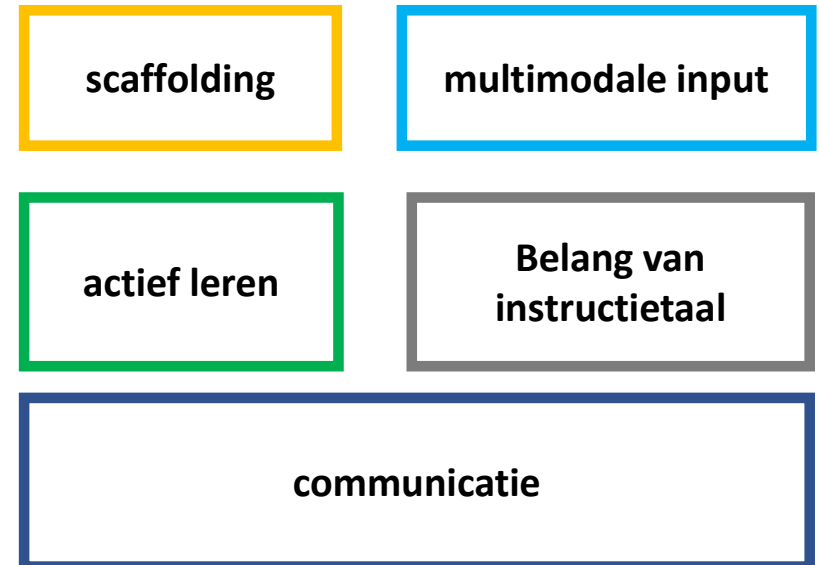 scaffolding
multimodale input
actief leren
Belang van
instructietaal
communicatie